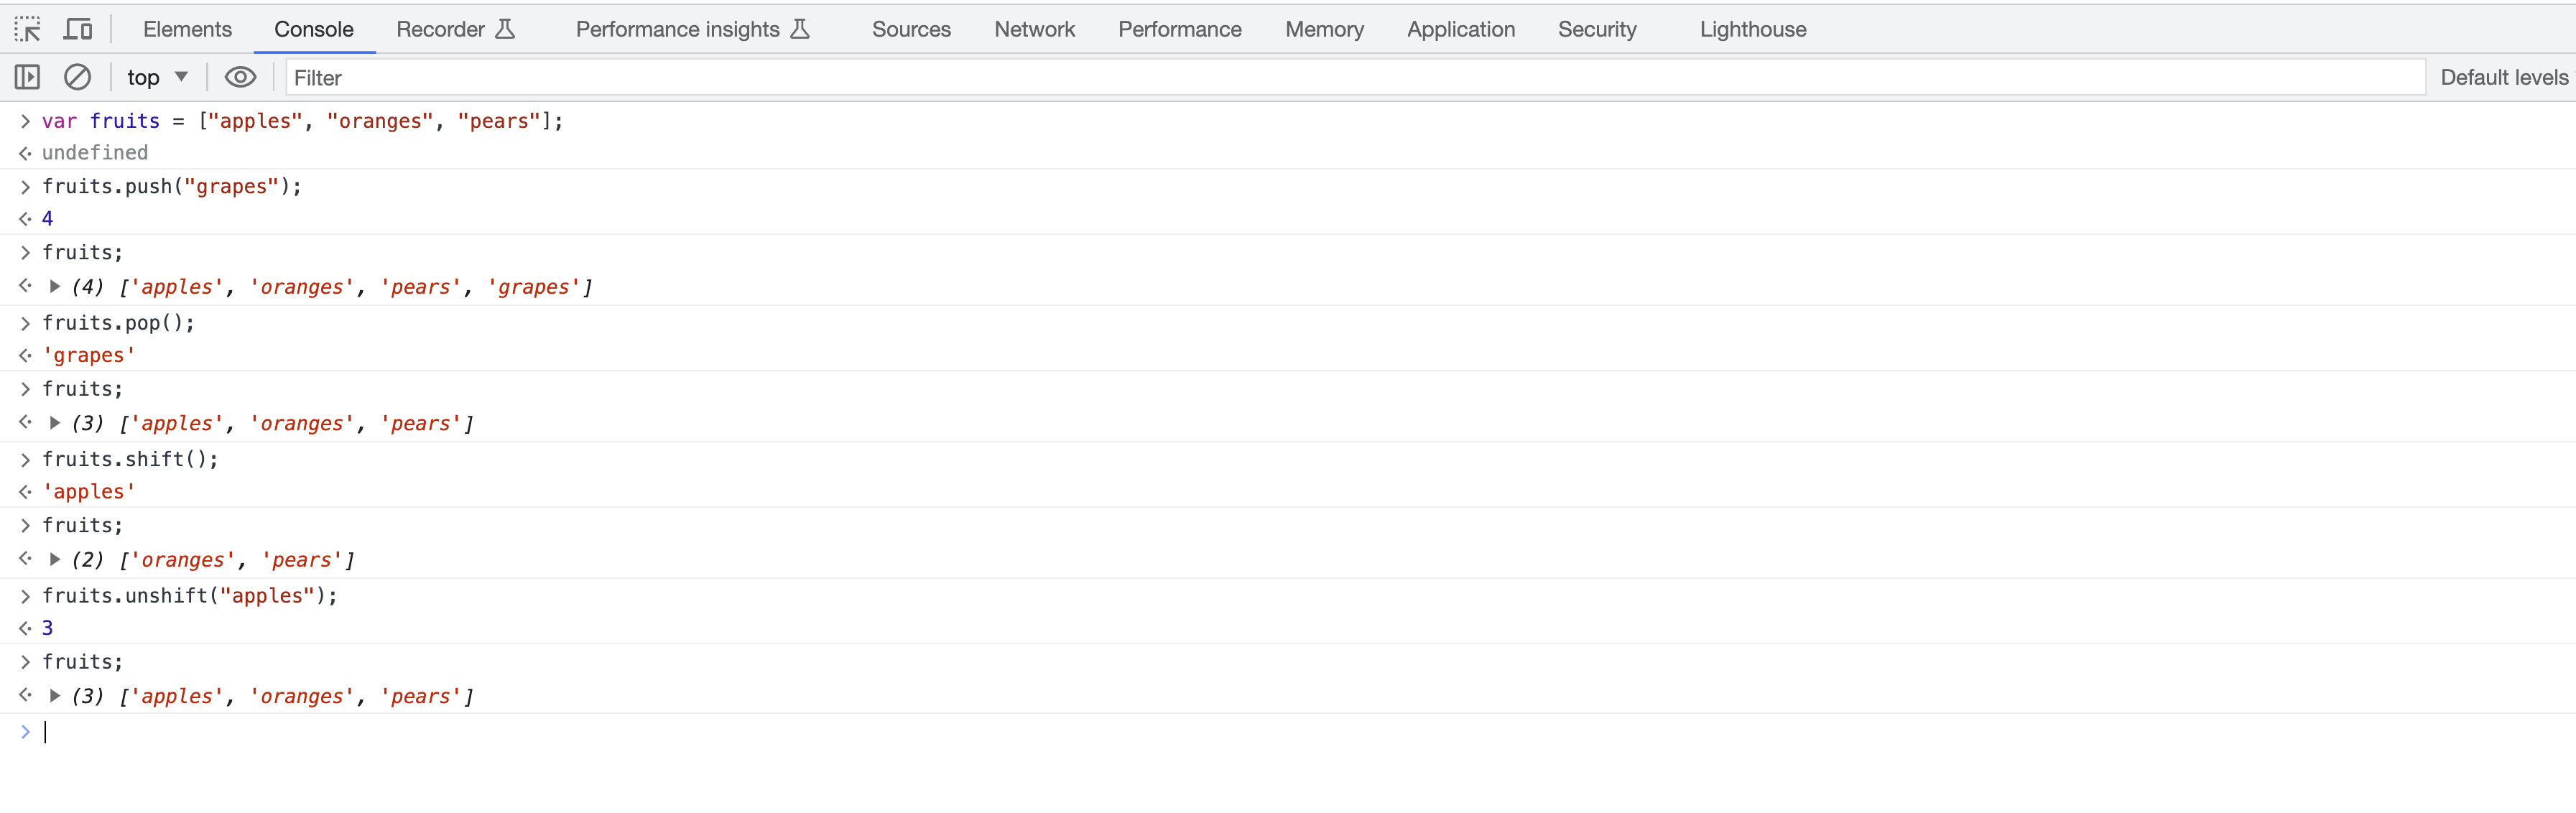 Elements Console Recorder Performance insights Sources Network Performance Memory Application Security Lighthouse
top Filter Default levels
> var fruits = ["apples", "oranges", "pears"];
undefined
> fruits.push("grapes");
4
> fruits;
(4) ['apples', 'oranges', 'pears', 'grapes']
> fruits.pop();
'grapes'
> fruits;
(3) ['apples', 'oranges', 'pears']
> fruits.shift();
'apples'
> fruits;
(2) ['oranges', 'pears']
> fruits.unshift("apples");
3
> fruits;
(3) ['apples', 'oranges', 'pears']
>